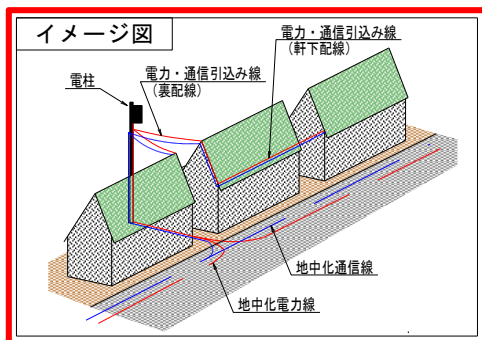 イメージ図
電力・通信引込み線
(軒下配線)
電柱
電力・通信引込み線
(裏配線)
地中化通信線
地中化電力線